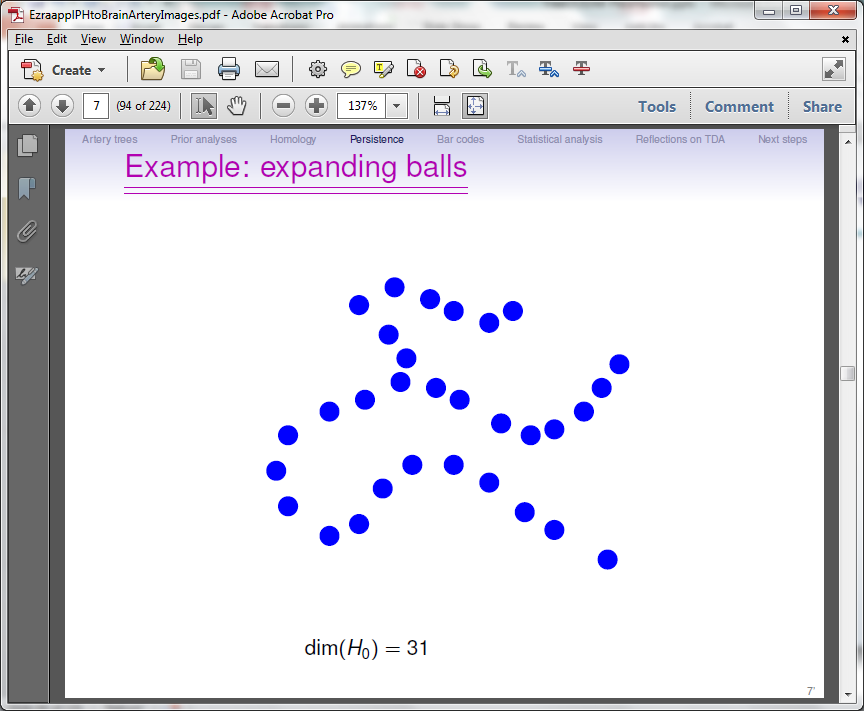 EzraapplPHtoBrainArteryImages.pdf - Adobe Acrobat Pro
File Edit View Window Help
Create
7 (94 of 224) 137% Tools Comment Share
Artery trees Prior analyses Homology Persistence Bar codes Statistical analysis Reflections on TDA Next steps
Example: expanding balls
dim(H₀) = 31
7'